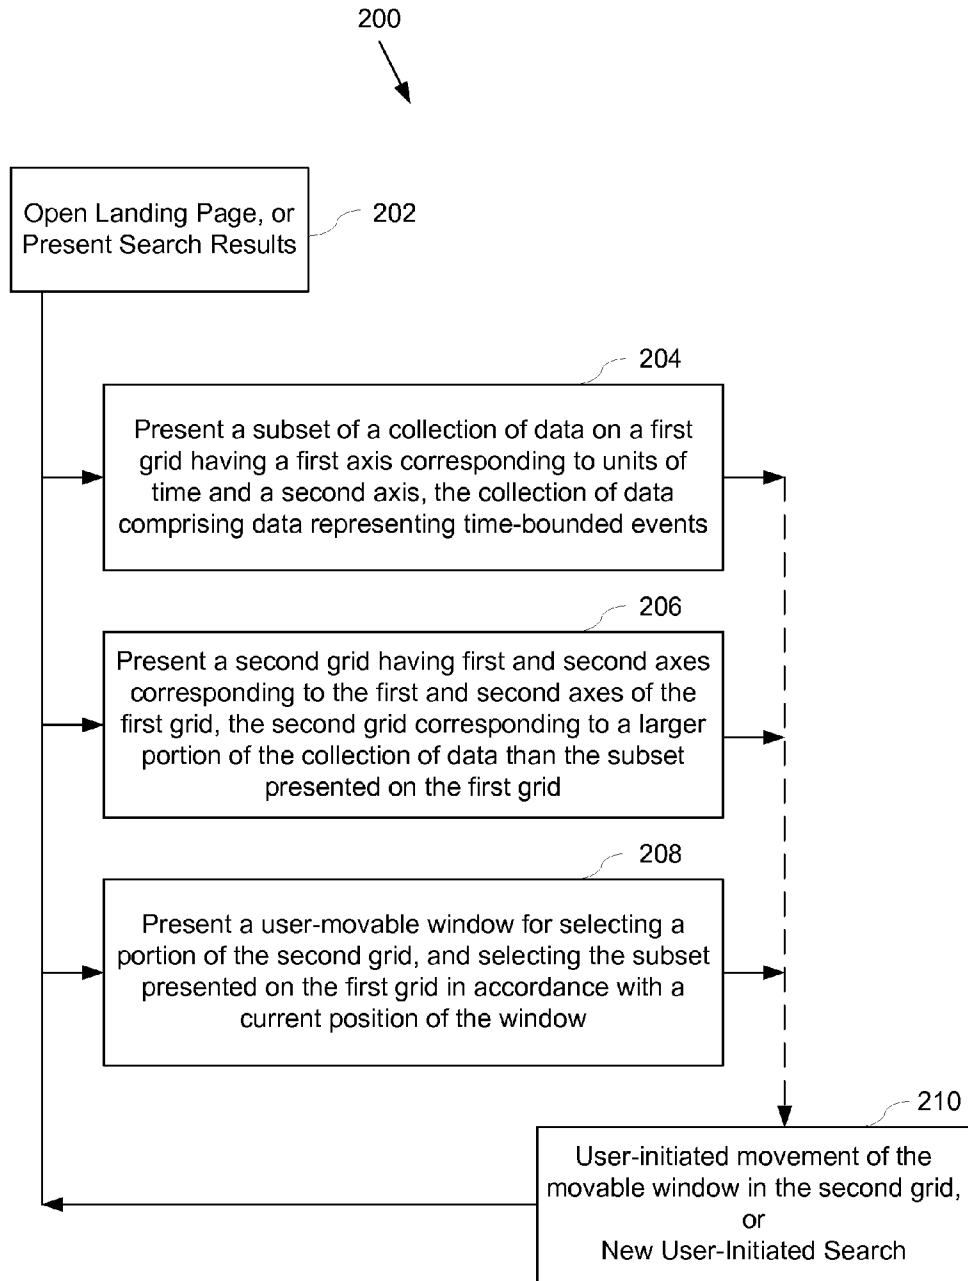 200
Open Landing Page, or
Present Search Results
202
204
Present a subset of a collection of data on a first
grid having a first axis corresponding to units of
time and a second axis, the collection of data
comprising data representing time-bounded events
206
Present a second grid having first and second axes
corresponding to the first and second axes of the
first grid, the second grid corresponding to a larger
portion of the collection of data than the subset
presented on the first grid
208
Present a user-movable window for selecting a
portion of the second grid, and selecting the subset
presented on the first grid in accordance with a
current position of the window
210
User-initiated movement of the
movable window in the second grid,
or
New User-Initiated Search